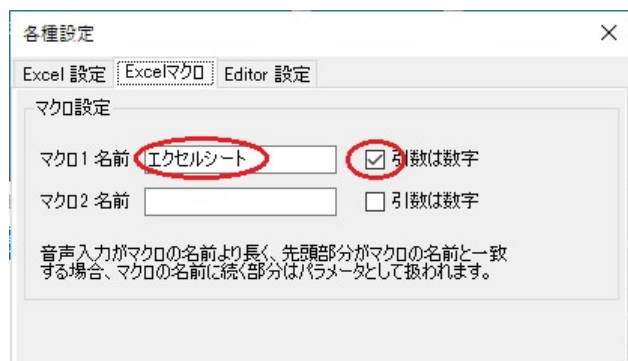 各種設定
Excel 設定 Excelマクロ Editor 設定
マクロ設定
マクロ1 名前 エクセルシート 引数は数字
マクロ2 名前 引数は数字
音声入力がマクロの名前より長く、先頭部分がマクロの名前と一致
する場合、マクロの名前に続く部分はパラメータとして扱われます。